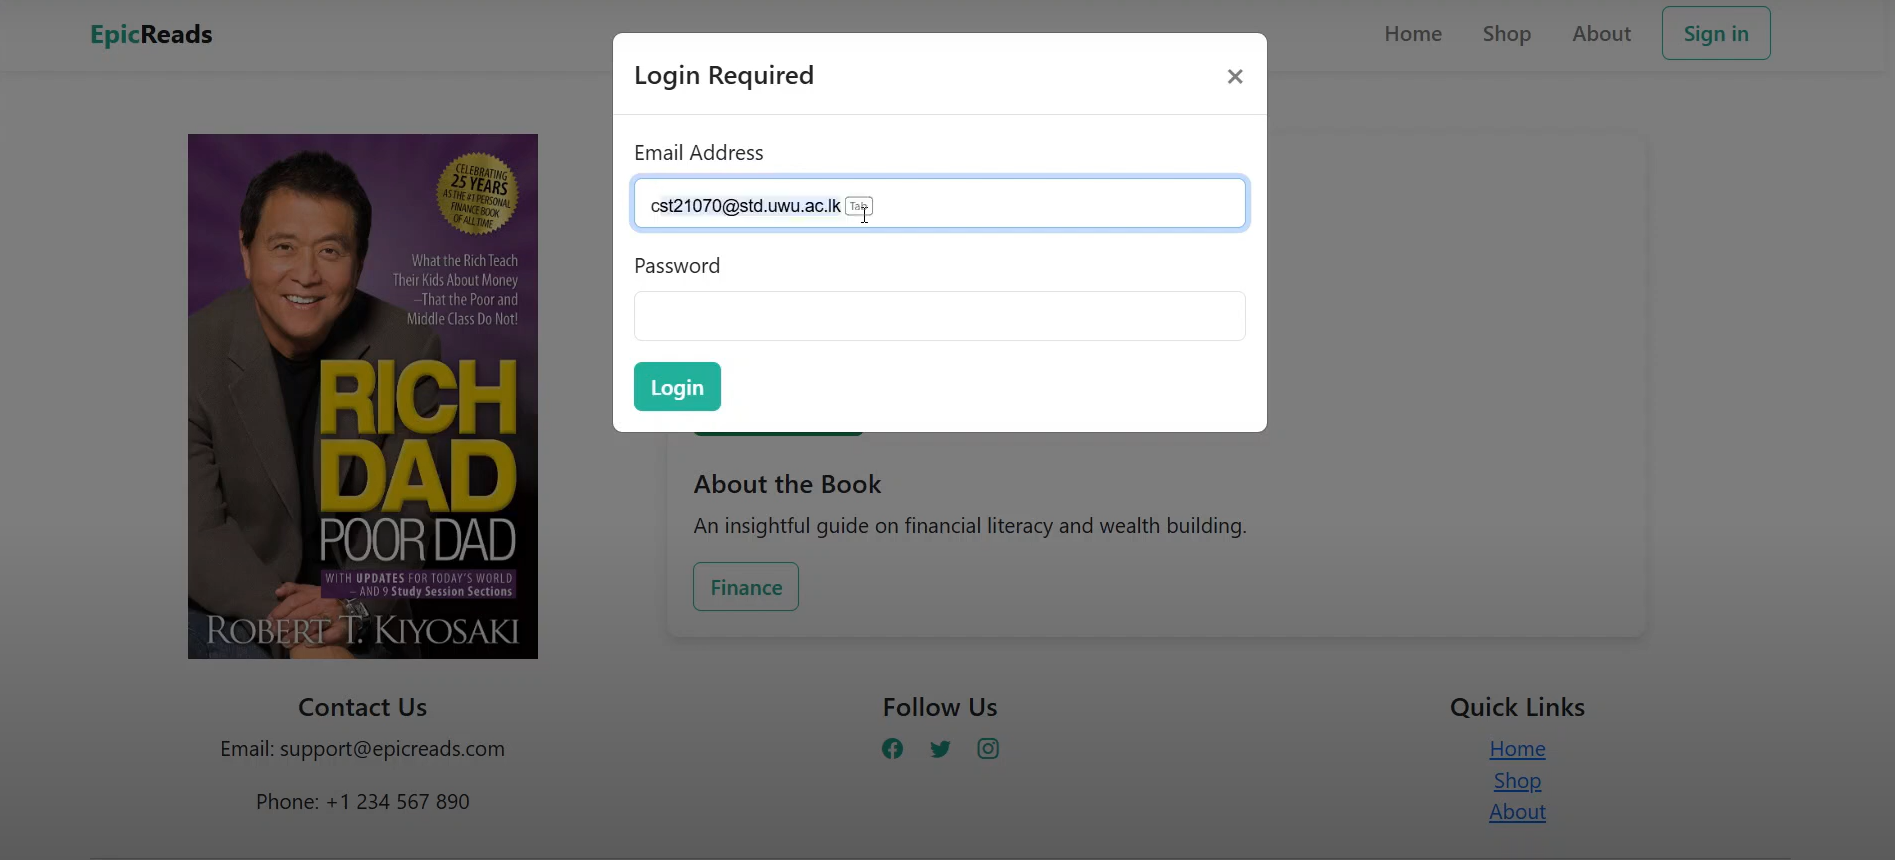 EpicReads
Home
Shop
About
Sign in
Login Required
×
Email Address
cst21070@std.uwu.ac.lk Tab
Password
Login
CELEBRATING
25 YEARS
AS THE #1 PERSONAL
FINANCE BOOK
OF ALL TIME
What the Rich Teach
Their Kids About Money
–That the Poor and
Middle Class Do Not!
RICH
DAD
POOR DAD
WITH UPDATES FOR TODAY'S WORLD
– AND 9 Study Session Sections
ROBERT T. KIYOSAKI
About the Book
An insightful guide on financial literacy and wealth building.
Finance
Contact Us
Email: support@epicreads.com
Phone: +1 234 567 890
Follow Us
Quick Links
Home
Shop
About